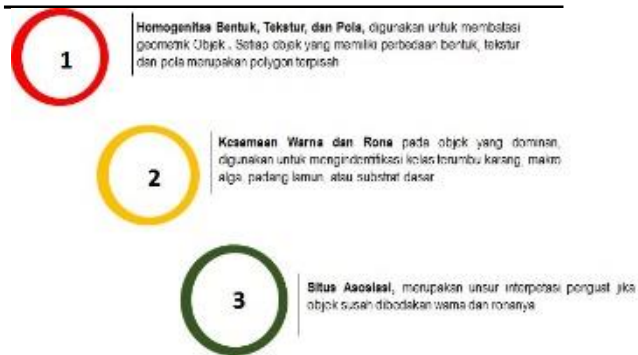 1
Homogenitas Bentuk, Tekstur, dan Pola, digunakan untuk membatasi
geometrik Objek . Setiap objek yang memiliki perbedaan bentuk, tekstur
dan pola merupakan polygon terpisah
2
Kesamaan Warna dan Rona pada objek yang dominan,
digunakan untuk mengindentifikasi kelas terumbu karang, makro
alga, padang lamun, atau substrat dasar
3
Situs Asosiasi, merupakan unsur interpetasi penguat jika
objek susah dibedakan warna dan ronanya